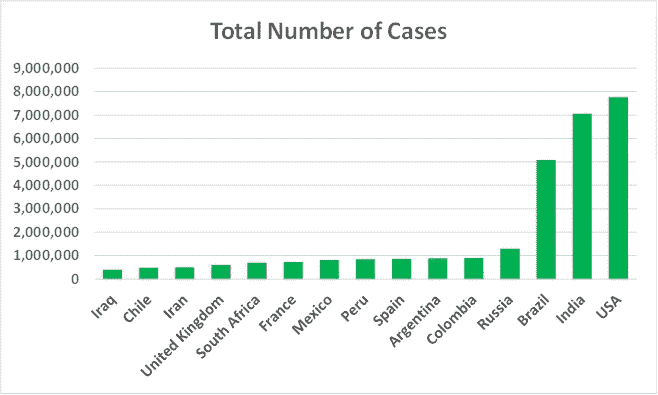 Total Number of Cases
9,000,000
8,000,000
7,000,000
6,000,000
5,000,000
4,000,000
3,000,000
2,000,000
1,000,000
0
Iraq
Chile
Iran
United Kingdom
South Africa
France
Mexico
Peru
Spain
Argentina
Colombia
Russia
Brazil
India
USA